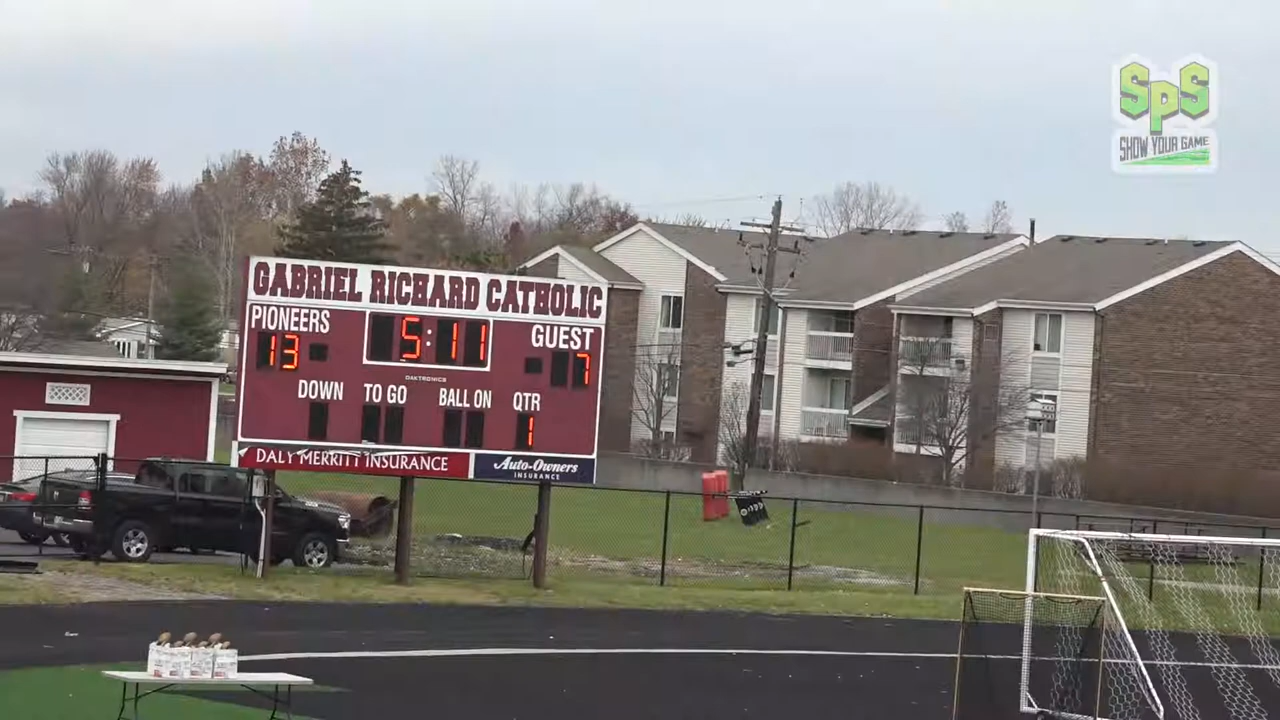 SpS
SHOW YOUR GAME
GABRIEL RICHARD CATHOLIC
PIONEERS
5:11
GUEST
13
7
DAKTRONICS
DOWN TO GO BALL ON QTR
1
DALY MERRITT INSURANCE
Auto-Owners
INSURANCE